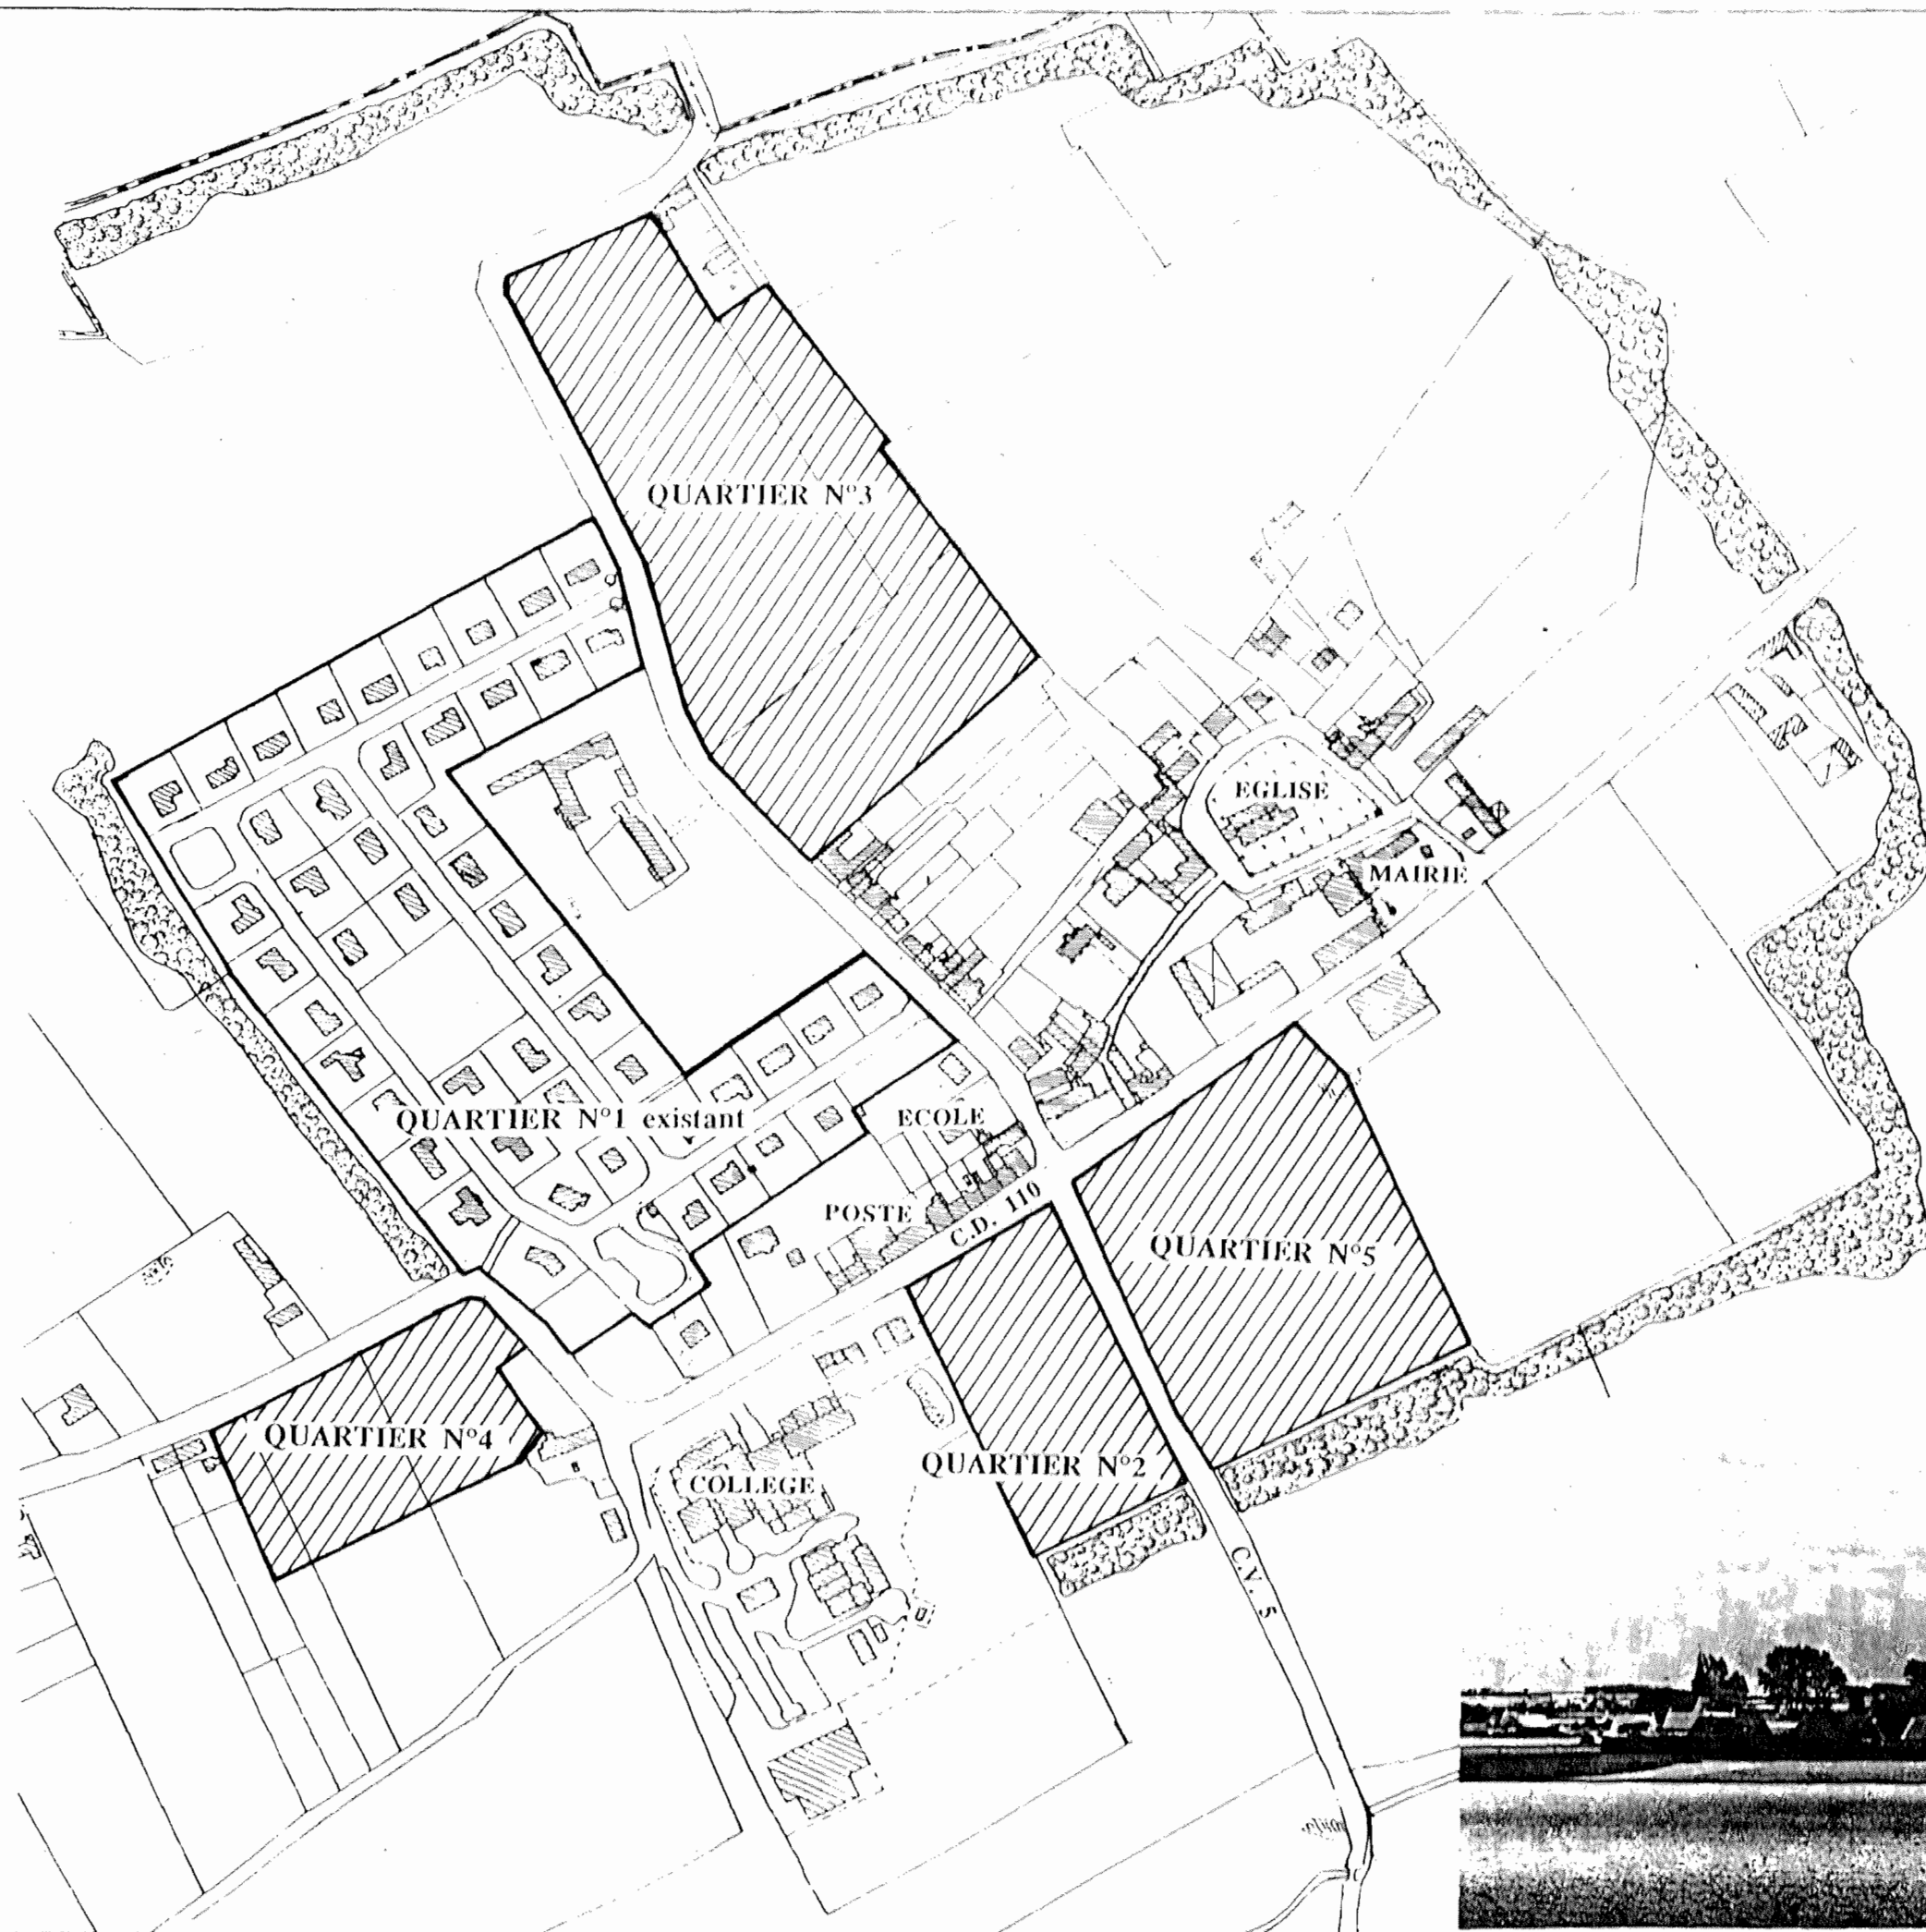 QUARTIER N°3
EGLISE
MAIRIE
QUARTIER N°1 existant
ECOLE
POSTE
C.D. 110
QUARTIER N°5
QUARTIER N°4
QUARTIER N°2
COLLEGE
C.V. 5